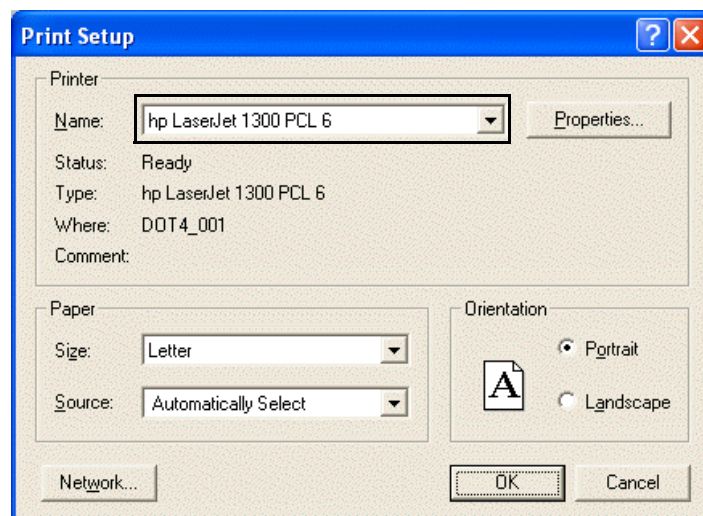 Print Setup
Printer
Name: hp LaserJet 1300 PCL 6 Properties...
Status: Ready
Type: hp LaserJet 1300 PCL 6
Where: DOT4_001
Comment:
Paper
Size: Letter
Source: Automatically Select
Orientation
A
Portrait
Landscape
Network... OK Cancel